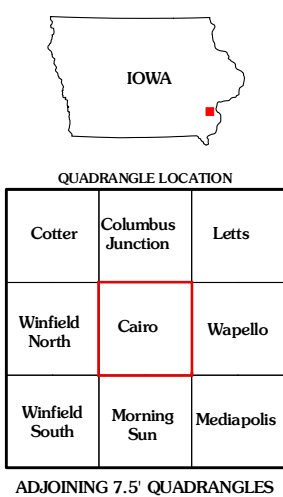 IOWA
QUADRANGLE LOCATION
Cotter
Columbus
Junction
Letts
Winfield
North
Cairo
Wapello
Winfield
South
Morning
Sun
Mediapolis
ADJOINING 7.5' QUADRANGLES